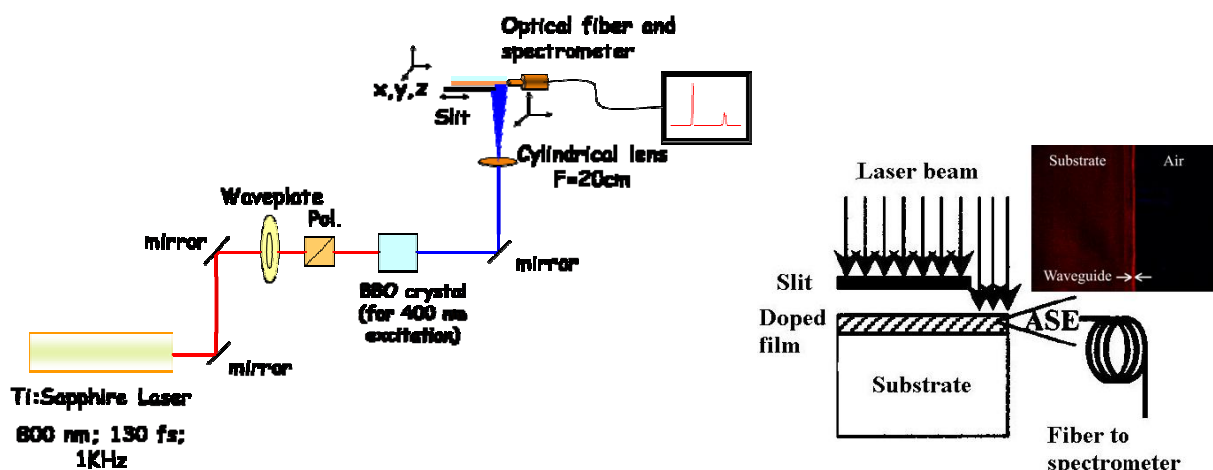 Optical fiber and
spectrometer
x,y,z
Slit
Cylindrical lens
F=20cm
Waveplate
Pol.
mirror
mirror
BBO crystal
(for 400 nm
excitation)
mirror
Ti:Sapphire Laser
800 nm; 130 fs;
1KHz
Laser beam
Substrate
Air
Waveguide
Slit
Doped
film
ASE
Substrate
Fiber to
spectrometer